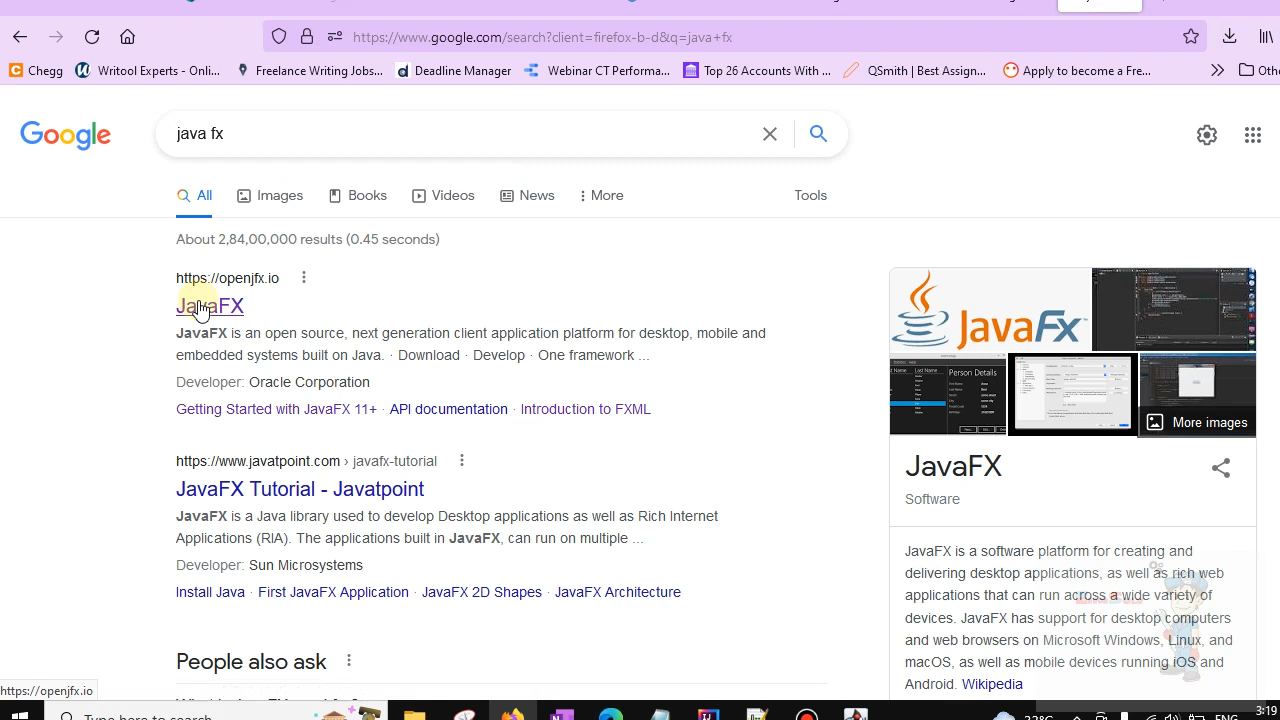 https://www.google.com/search?client=firefox-b-d&q=java+fx
Chegg
Writool Experts - Onli...
Freelance Writing Jobs...
Deadline Manager
Webinar CT Performa...
Top 26 Accounts With ...
QSmith | Best Assign...
Apply to become a Fre...
Othe
Google
java fx
All
Images
Books
Videos
News
More
Tools
About 2,84,00,000 results (0.45 seconds)
https://openjfx.io
JavaFX
JavaFX is an open source, next generation client application platform for desktop, mobile and
embedded systems built on Java. · Download · Develop · One framework ...
Developer: Oracle Corporation
Getting Started with JavaFX 11+ · API documentation · Introduction to FXML
https://www.javatpoint.com › javafx-tutorial
JavaFX Tutorial - Javatpoint
JavaFX is a Java library used to develop Desktop applications as well as Rich Internet
Applications (RIA). The applications built in JavaFX, can run on multiple ...
Developer: Sun Microsystems
Install Java · First JavaFX Application · JavaFX 2D Shapes · JavaFX Architecture
People also ask
JavaFx
Person Details
More images
JavaFX
Software
JavaFX is a software platform for creating and
delivering desktop applications, as well as rich web
applications that can run across a wide variety of
devices. JavaFX has support for desktop computers
and web browsers on Microsoft Windows, Linux, and
macOS, as well as mobile devices running iOS and
Android. Wikipedia
https://openjfx.io
Type here to search
22°C
ENG
3:19